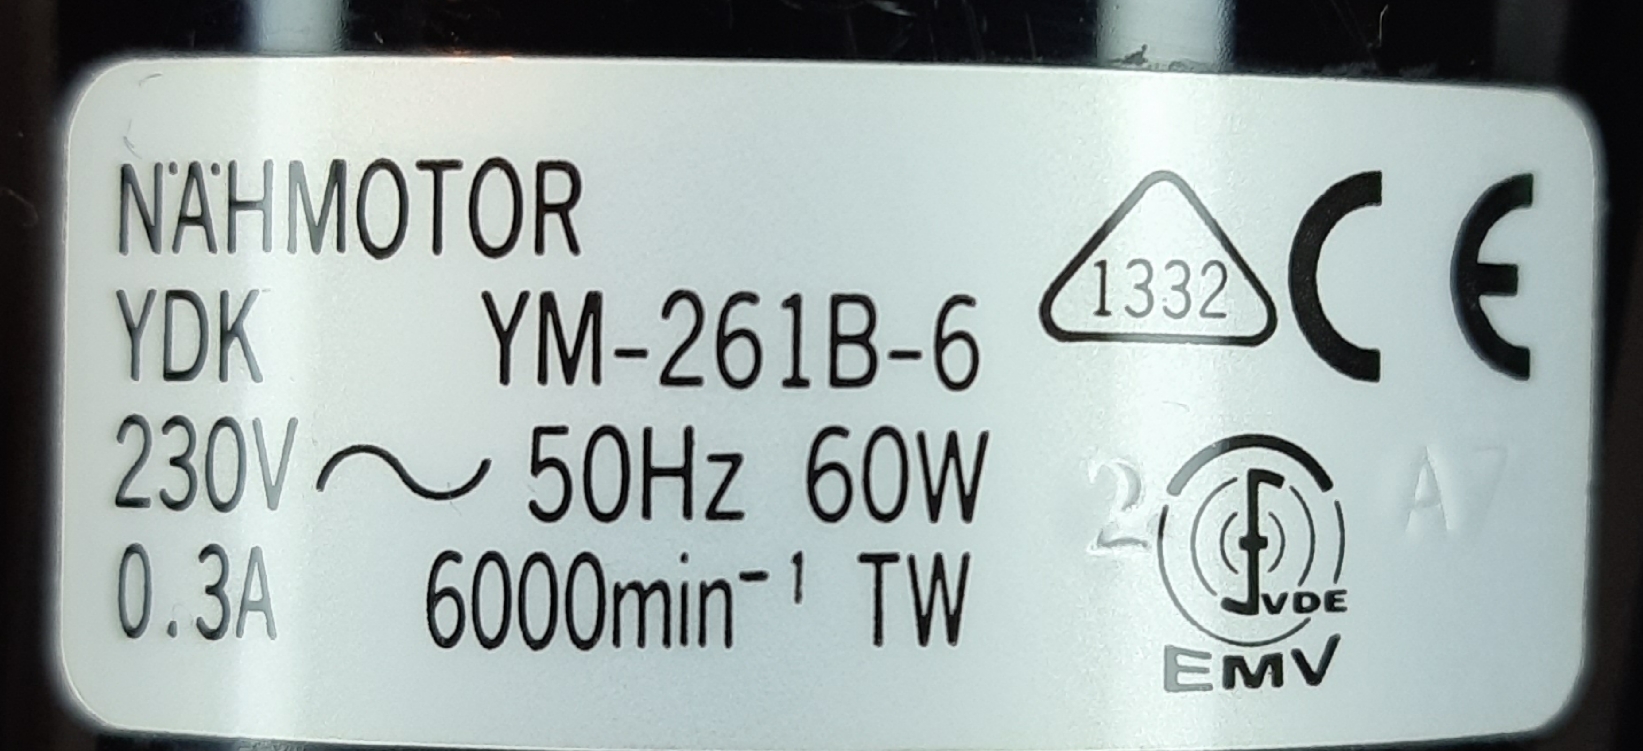 NÄHMOTOR
YDK YM-261B-6
230V ~ 50Hz 60W
0.3A 6000min⁻¹ TW
1332
CE
2 A7
VDE
EMV